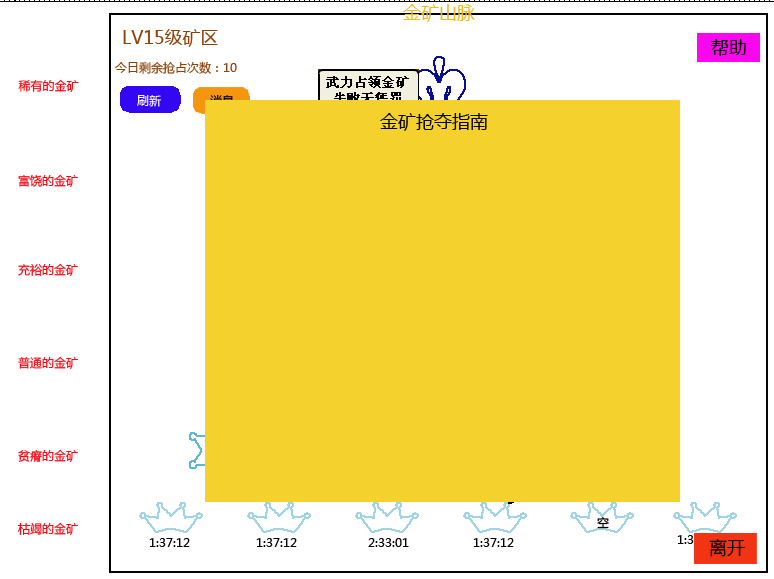 金矿山脉
LV15级矿区
帮助
今日剩余抢占次数：10
稀有的金矿
武力占领金矿
失败无惩罚
刷新
消息
金矿抢夺指南
富饶的金矿
充裕的金矿
普通的金矿
贫瘠的金矿
枯竭的金矿
空
1:37:12
1:37:12
2:33:01
1:37:12
1:3
离开